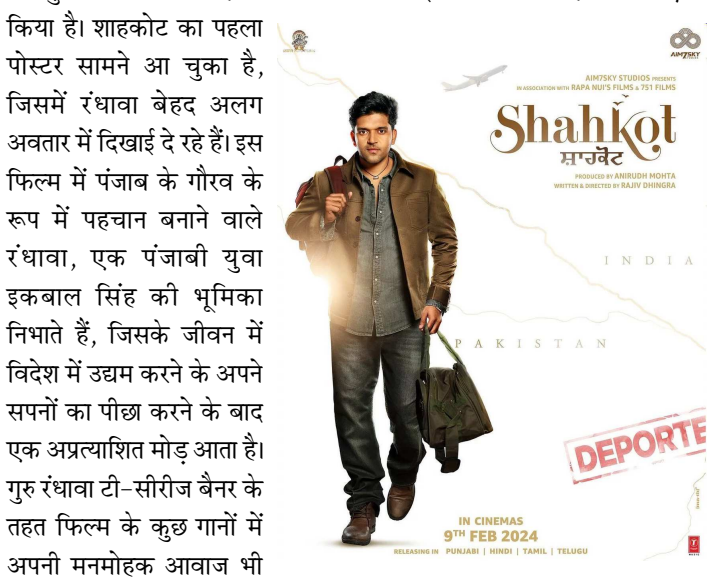 किया है। शाहकोट का पहला
पोस्टर सामने आ चुका है,
जिसमें रंधावा बेहद अलग
अवतार में दिखाई दे रहे हैं। इस
फिल्म में पंजाब के गौरव के
रूप में पहचान बनाने वाले
रंधावा, एक पंजाबी युवा
इकबाल सिंह की भूमिका
निभाते हैं, जिसके जीवन में
विदेश में उद्यम करने के अपने
सपनों का पीछा करने के बाद
एक अप्रत्याशित मोड़ आता है।
गुरु रंधावा टी-सीरीज बैनर के
तहत फिल्म के कुछ गानों में
अपनी मनमोहक आवाज भी
AIM7SKY
AIM7SKY STUDIOS PRESENTS
IN ASSOCIATION WITH RAPA NUI'S FILMS & 751 FILMS
Shahkot
ਸ਼ਾਹਕੋਟ
PRODUCED BY ANIRUDH MOHTA
WRITTEN & DIRECTED BY RAJIV DHINGRA
INDIA
PAKISTAN
DEPORTE
IN CINEMAS
9TH FEB 2024
RELEASING IN PUNJABI | HINDI | TAMIL | TELUGU